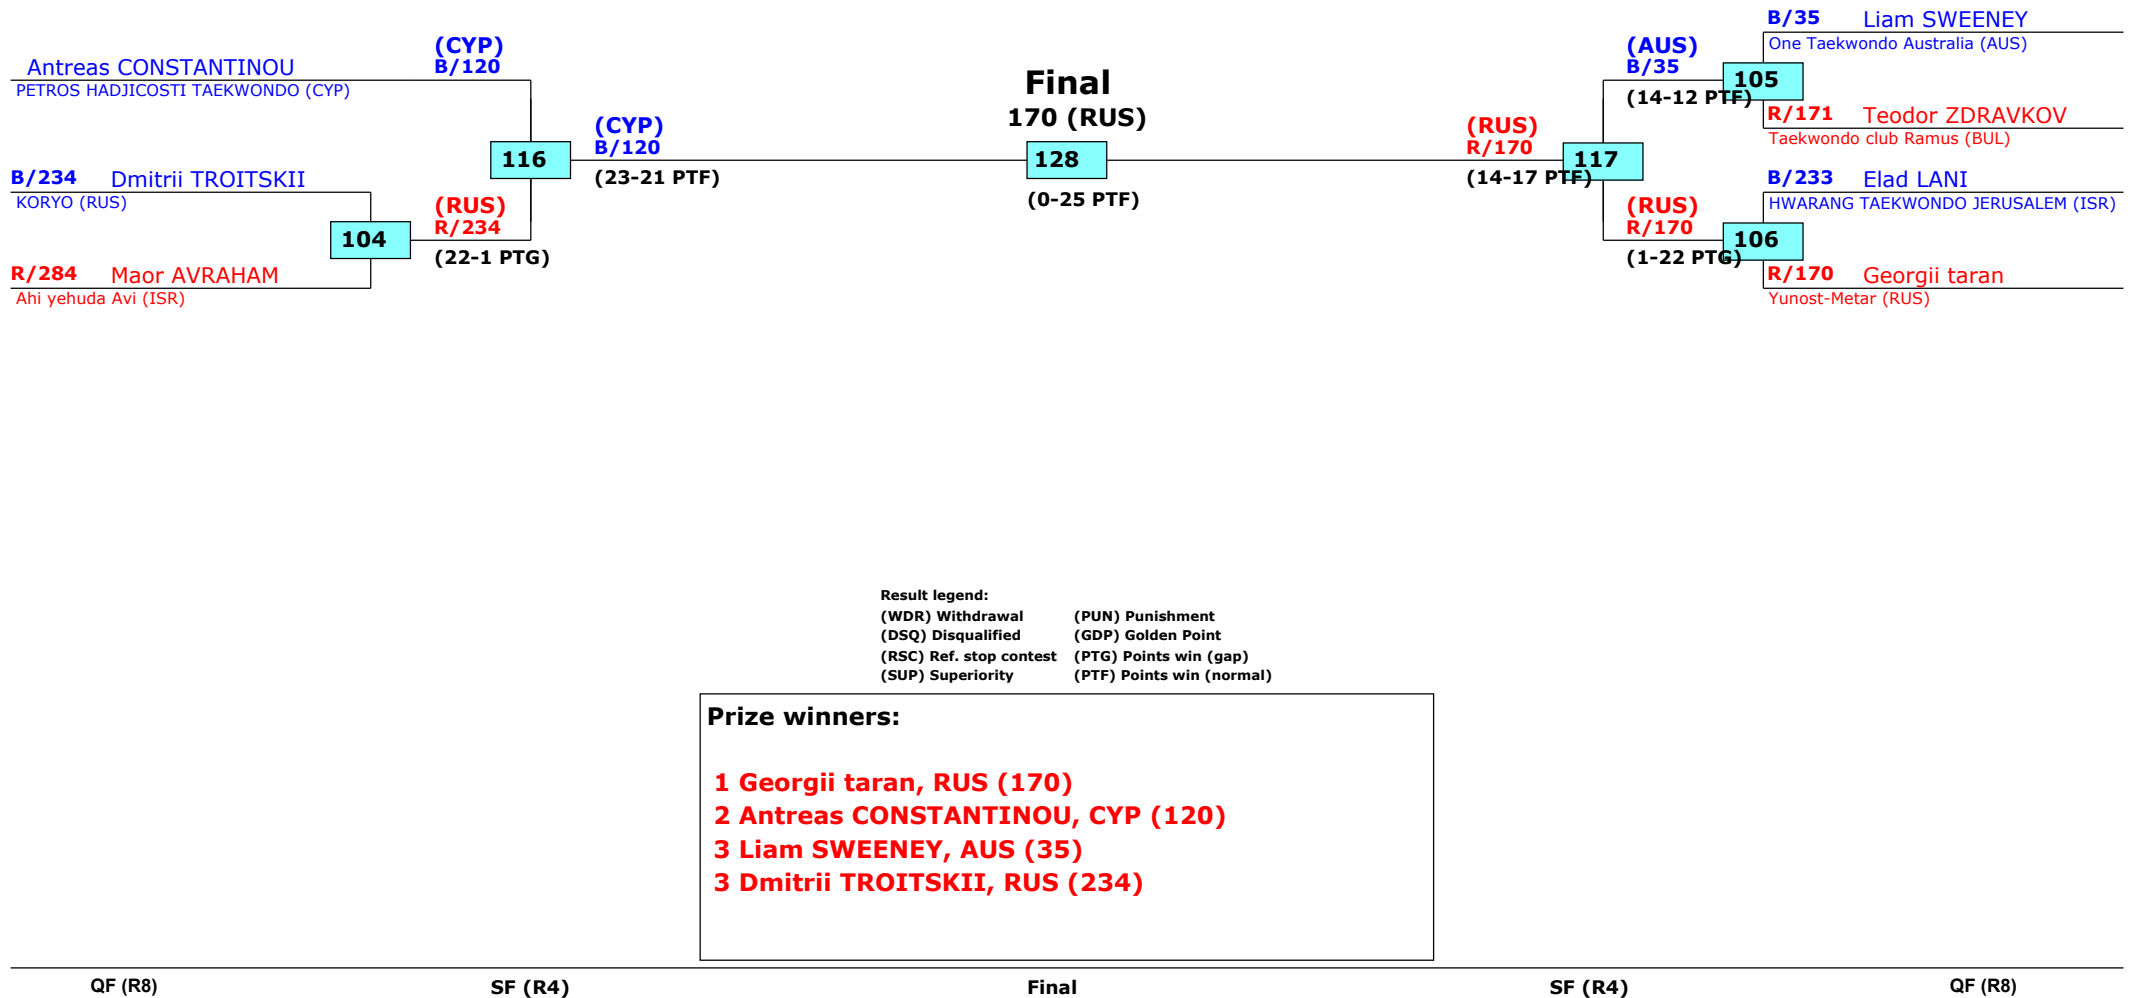 Antreas CONSTANTINOU
PETROS HADJICOSTI TAEKWONDO (CYP)
B/234 Dmitrii TROITSKII
KORYO (RUS)
R/284 Maor AVRAHAM
Ahi yehuda Avi (ISR)
104
(CYP)
B/120
(RUS)
R/234
(22-1 PTG)
116
(CYP)
B/120
(23-21 PTF)
Final
170 (RUS)
128
(0-25 PTF)
(RUS)
R/170
(14-17 PTF)
117
(AUS)
B/35
(14-12 PTF)
(RUS)
R/170
(1-22 PTG)
105
106
B/35 Liam SWEENEY
One Taekwondo Australia (AUS)
R/171 Teodor ZDRAVKOV
Taekwondo club Ramus (BUL)
B/233 Elad LANI
HWARANG TAEKWONDO JERUSALEM (ISR)
R/170 Georgii taran
Yunost-Metar (RUS)
Result legend:
(WDR) Withdrawal (PUN) Punishment
(DSQ) Disqualified (GDP) Golden Point
(RSC) Ref. stop contest (PTG) Points win (gap)
(SUP) Superiority (PTF) Points win (normal)
Prize winners:
1 Georgii taran, RUS (170)
2 Antreas CONSTANTINOU, CYP (120)
3 Liam SWEENEY, AUS (35)
3 Dmitrii TROITSKII, RUS (234)
QF (R8) SF (R4) Final SF (R4) QF (R8)